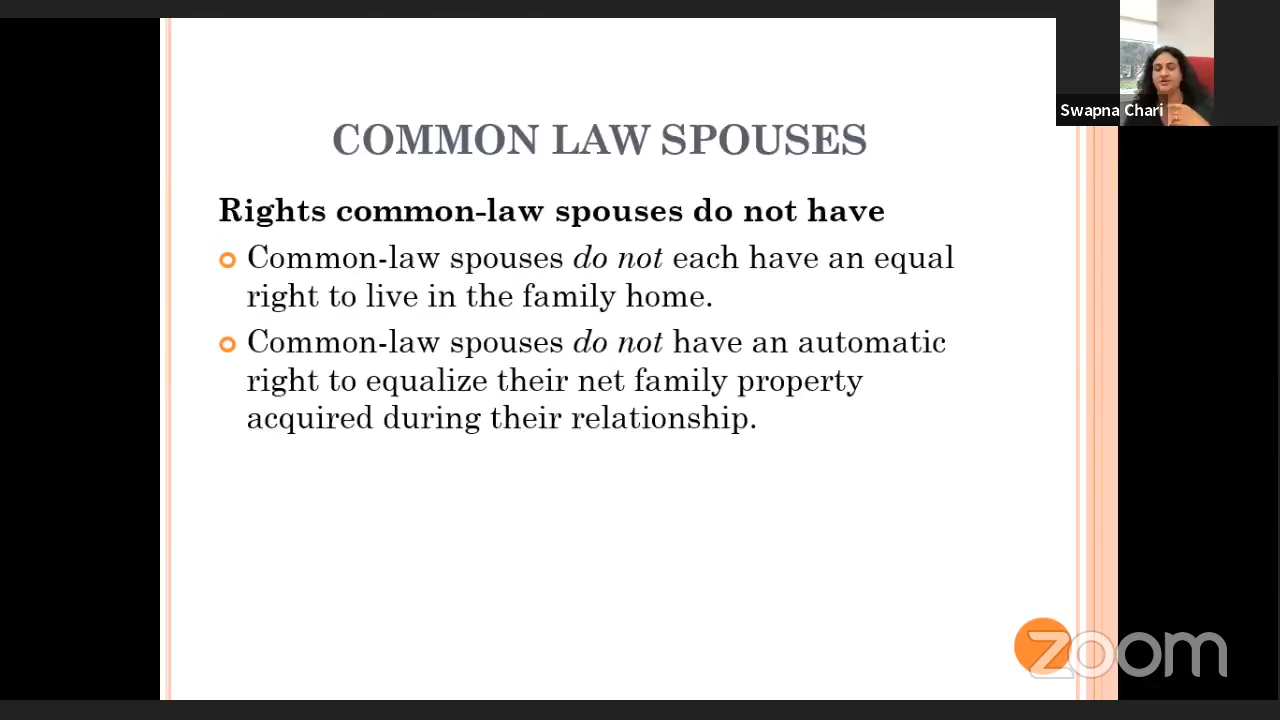 Swapna Chari
COMMON LAW SPOUSES
Rights common-law spouses do not have
Common-law spouses do not each have an equal
right to live in the family home.
Common-law spouses do not have an automatic
right to equalize their net family property
acquired during their relationship.
zoom